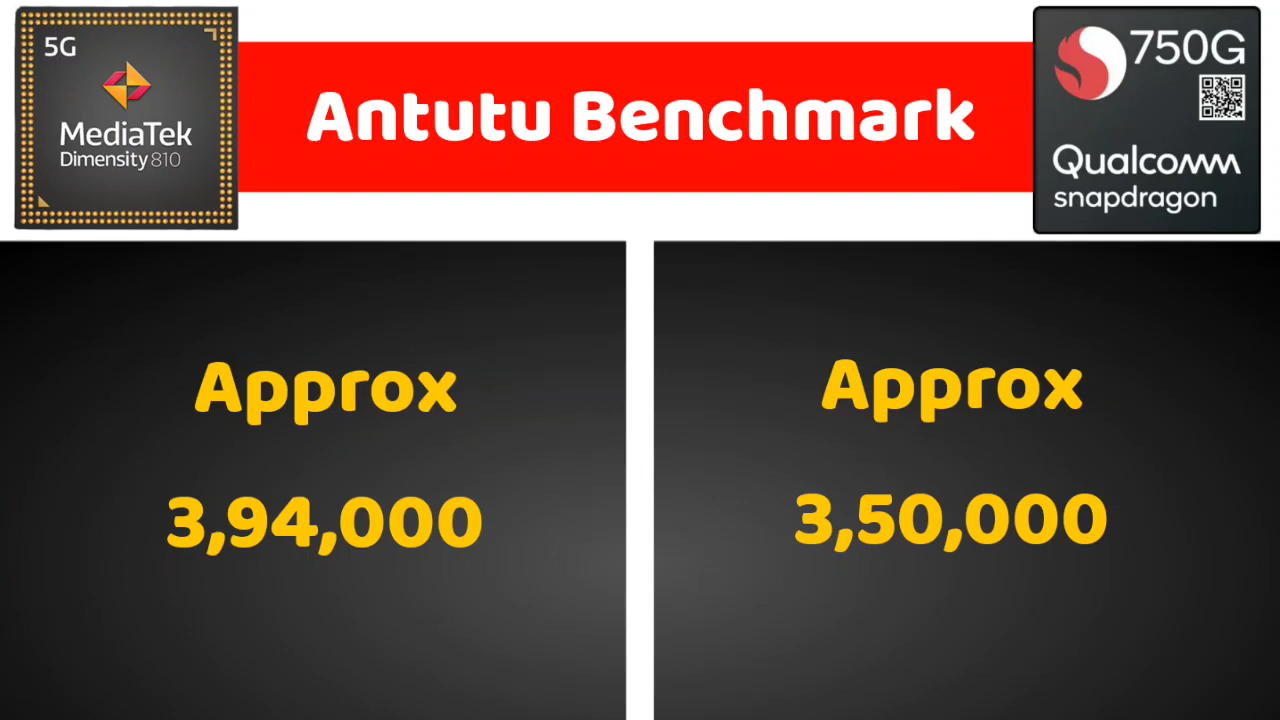 5G
MediaTek
Dimensity 810
Antutu Benchmark
750G
Qualcomm
snapdragon
Approx
3,94,000
Approx
3,50,000